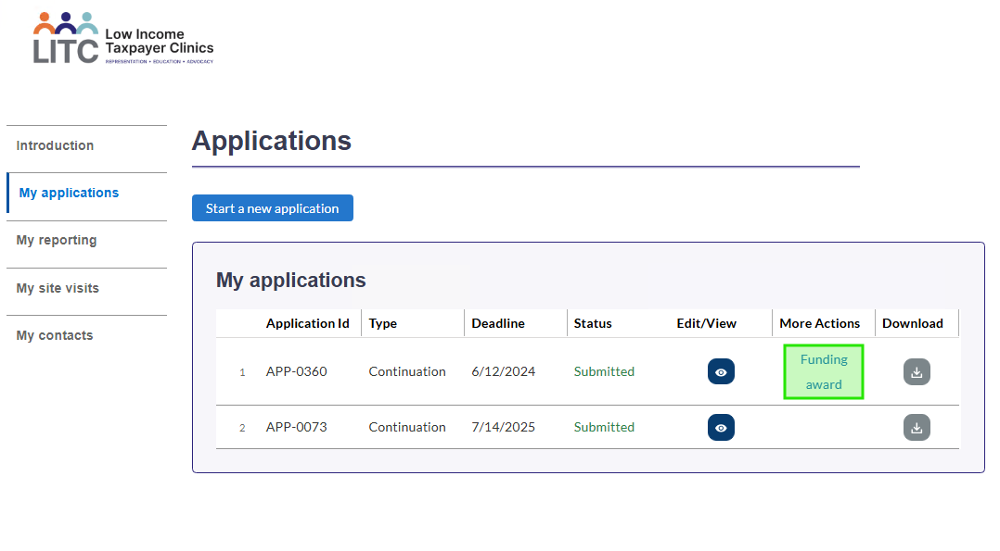 LITC
Low Income
Taxpayer Clinics
REPRESENTATION • EDUCATION • ADVOCACY
Introduction
My applications
My reporting
My site visits
My contacts
Applications
Start a new application
My applications
Application Id Type Deadline Status Edit/View More Actions Download
1 APP-0360 Continuation 6/12/2024 Submitted Funding
award
2 APP-0073 Continuation 7/14/2025 Submitted